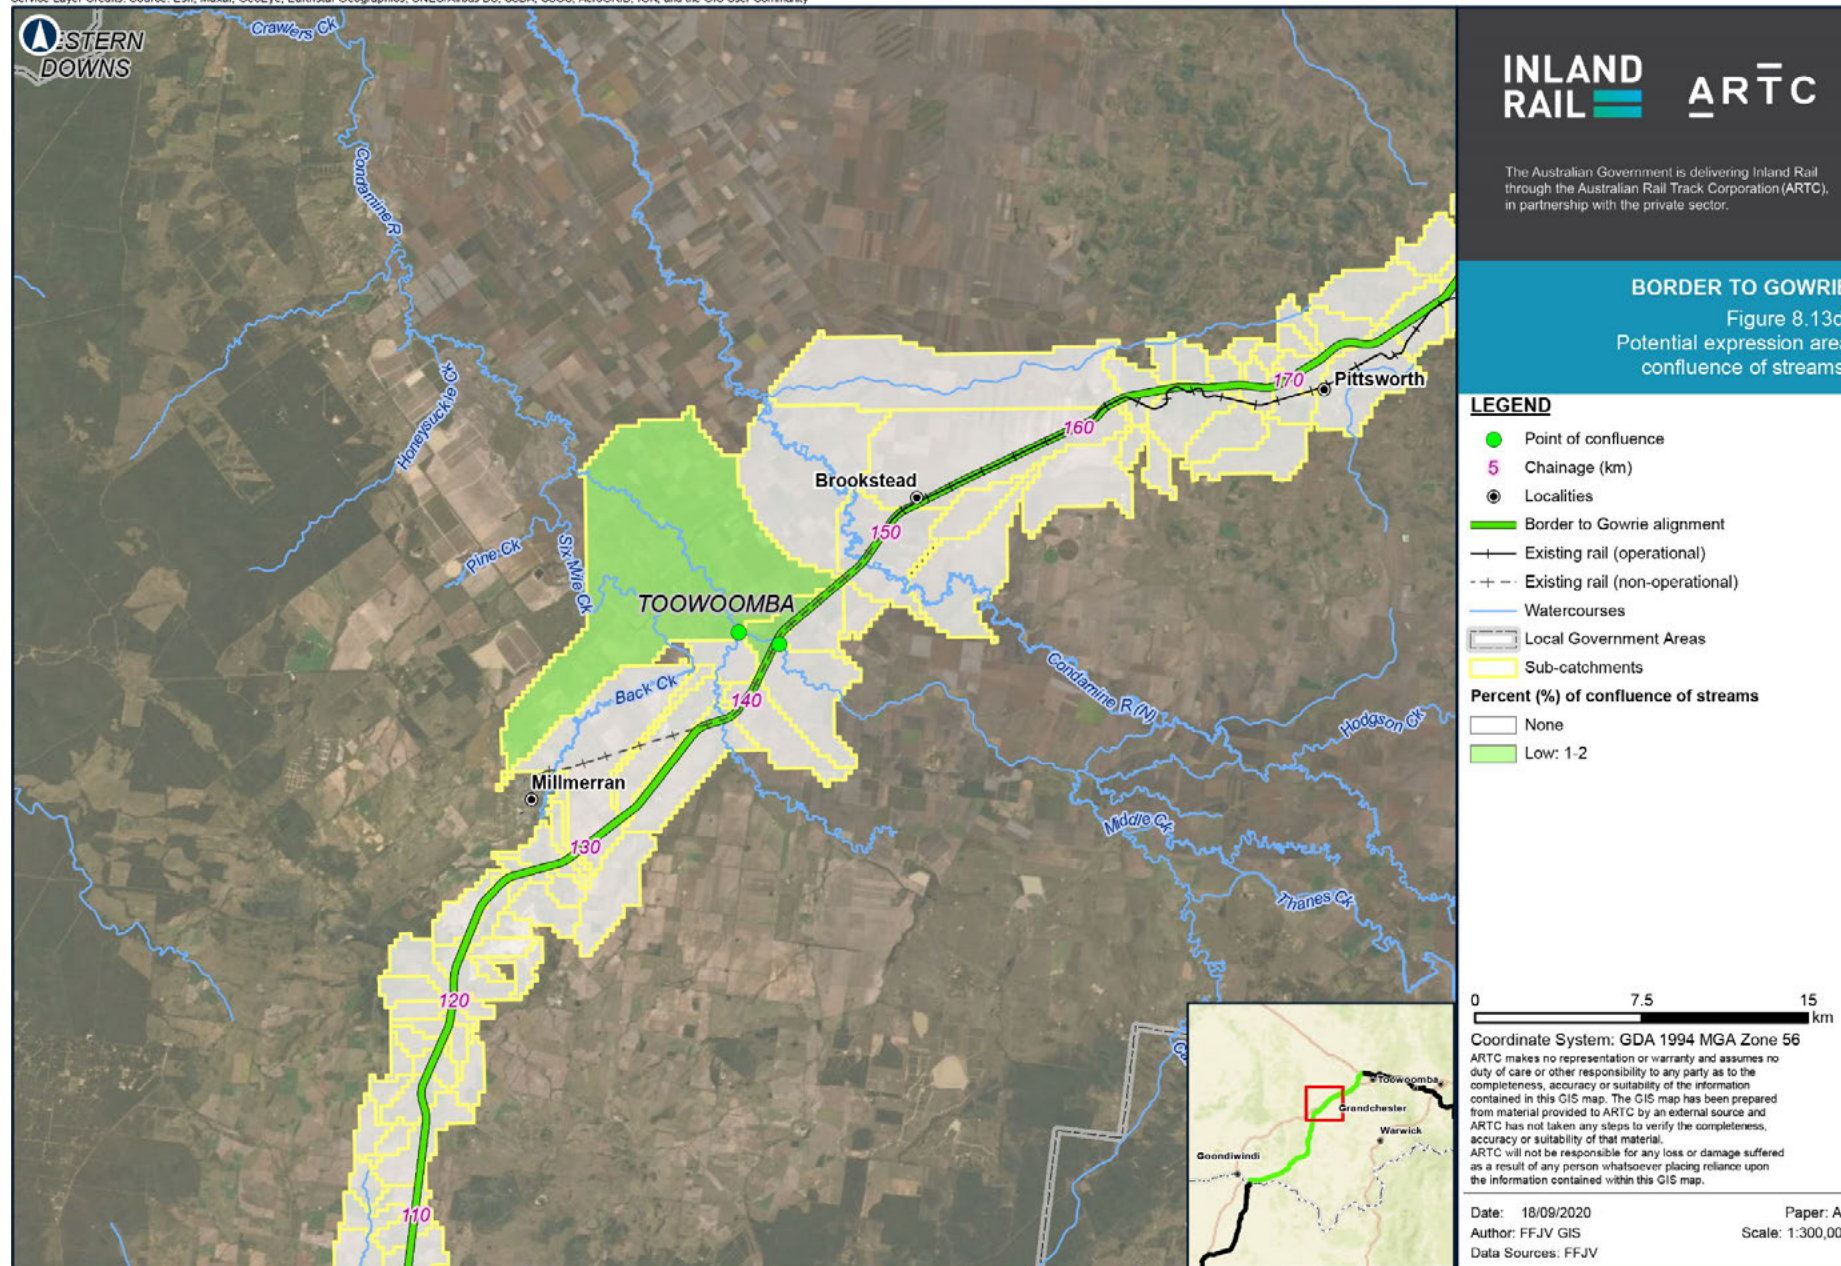 WESTERN
DOWNS
Crawlers Ck
Condamine R
Honeysuckle Ck
Pine Ck
Six Mile Ck
TOOWOOMBA
Back Ck
Millmerran
Brookstead
Pittsworth
Condamine R (N)
Hodgson Ck
Middle Ck
Thanes Ck
170
160
150
140
130
120
110
INLAND
RAIL
ARTC
The Australian Government is delivering Inland Rail
through the Australian Rail Track Corporation (ARTC),
in partnership with the private sector.
BORDER TO GOWRIE
Figure 8.13
Potential expression area
confluence of streams
LEGEND
Point of confluence
5 Chainage (km)
Localities
Border to Gowrie alignment
Existing rail (operational)
Existing rail (non-operational)
Watercourses
Local Government Areas
Sub-catchments
Percent (%) of confluence of streams
None
Low: 1-2
0 7.5 15
km
Coordinate System: GDA 1994 MGA Zone 56
ARTC makes no representation or warranty and assumes no
duty of care or other responsibility to any party as to the
completeness, accuracy or suitability of the information
contained in this GIS map. The GIS map has been prepared
from material provided to ARTC by an external source and
ARTC has not taken any steps to verify the completeness,
accuracy or suitability of that material.
ARTC will not be responsible for any loss or damage suffered
as a result of any person whatsoever placing reliance upon
the information contained within this GIS map.
Date: 18/09/2020 Paper: A
Author: FFJV GIS Scale: 1:300,00
Data Sources: FFJV
Toowoomba
Grandchester
Warwick
Goondiwindi